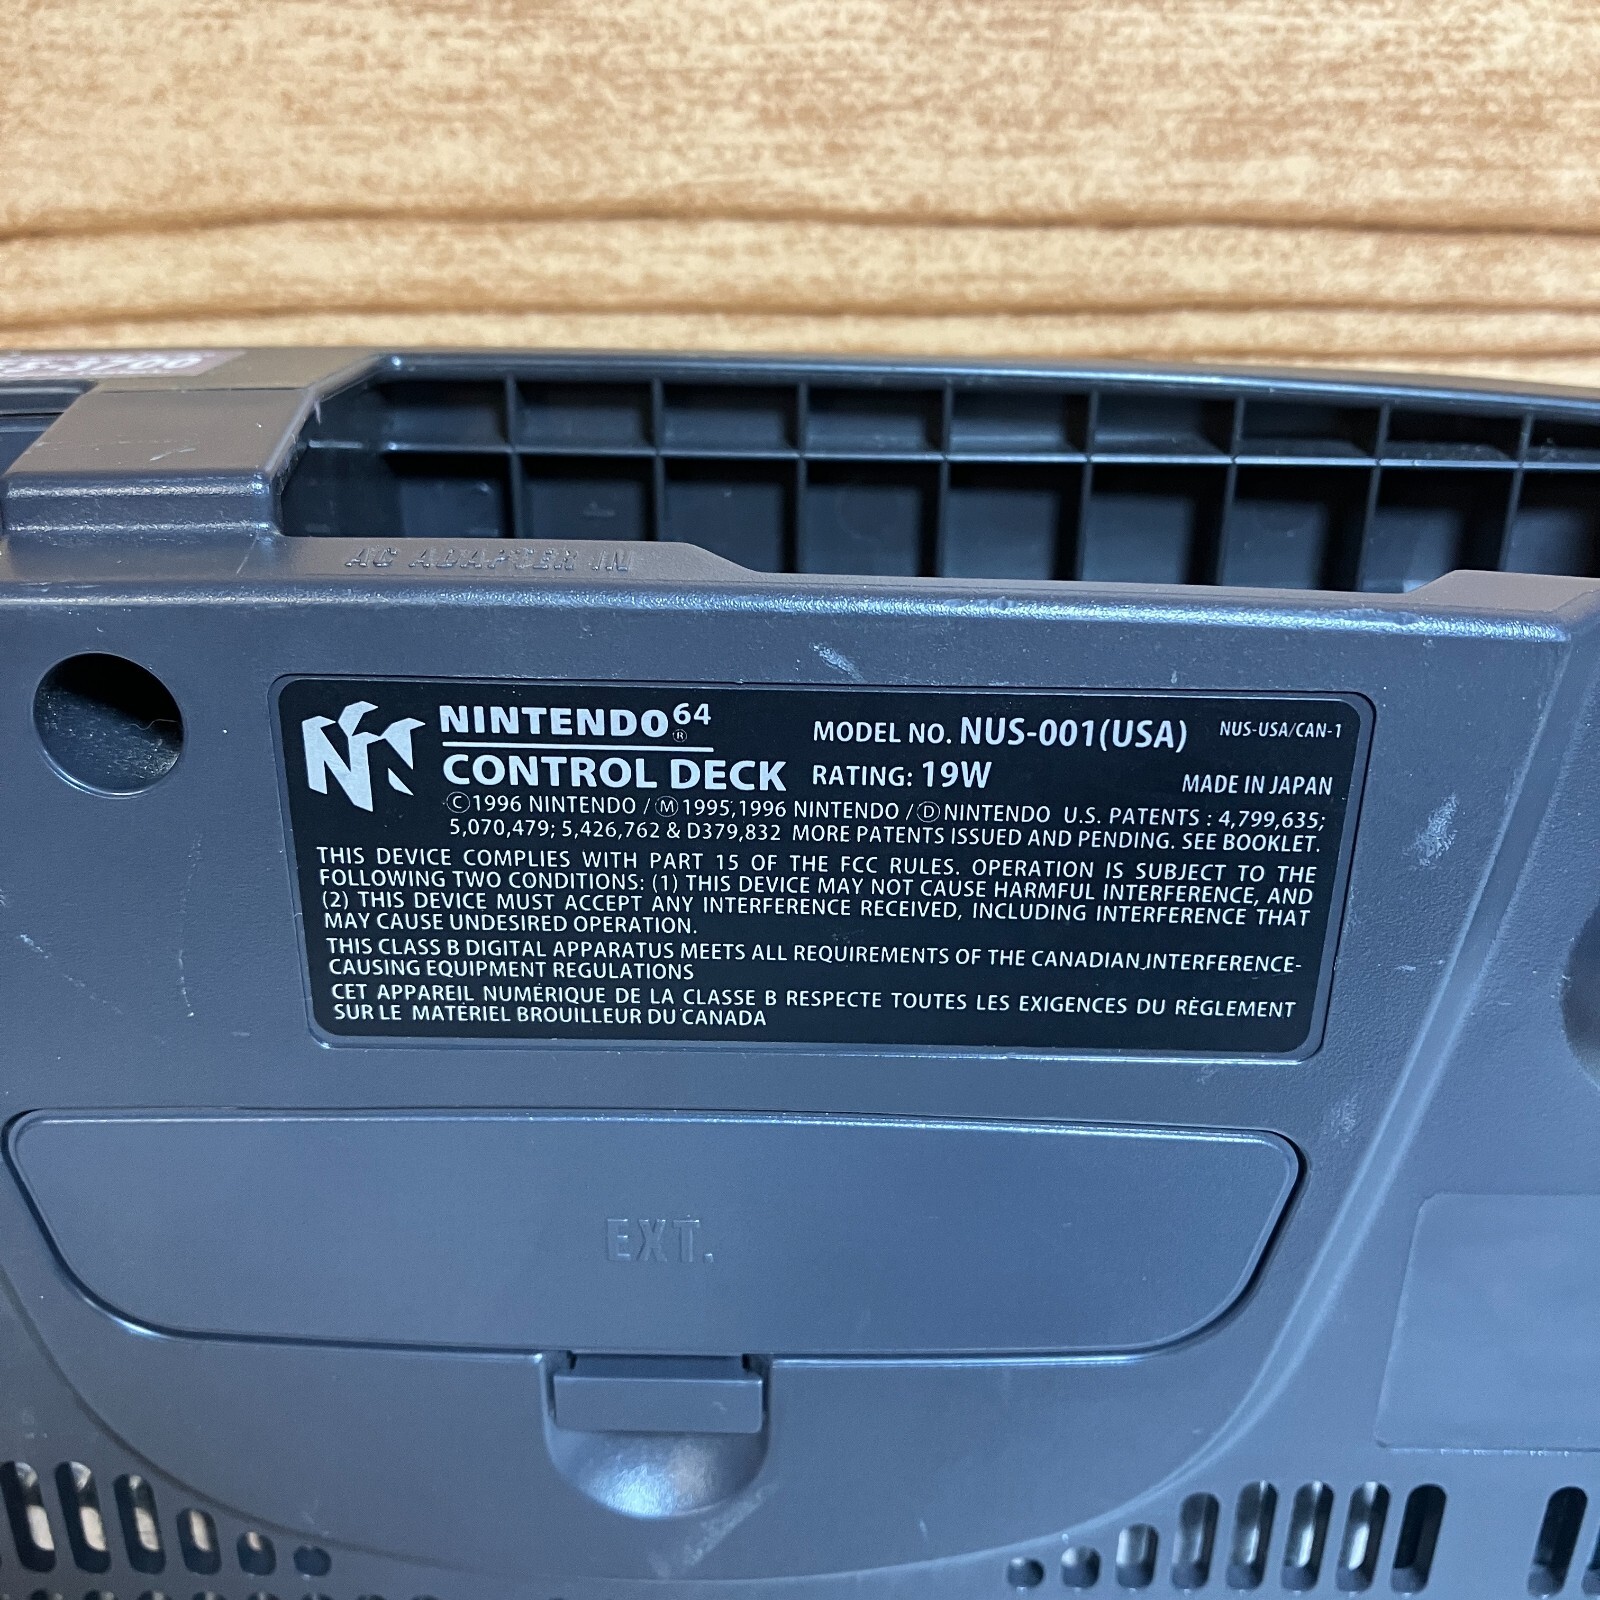 AC ADAPTER IN
NINTENDO64® MODEL NO. NUS-001(USA) NUS-USA/CAN-1
CONTROL DECK RATING: 19W MADE IN JAPAN
Ⓒ1996 NINTENDO / Ⓜ1995,1996 NINTENDO / ⒹNINTENDO U.S. PATENTS : 4,799,635;
5,070,479; 5,426,762 & D379,832 MORE PATENTS ISSUED AND PENDING. SEE BOOKLET.
THIS DEVICE COMPLIES WITH PART 15 OF THE FCC RULES. OPERATION IS SUBJECT TO THE
FOLLOWING TWO CONDITIONS: (1) THIS DEVICE MAY NOT CAUSE HARMFUL INTERFERENCE, AND
(2) THIS DEVICE MUST ACCEPT ANY INTERFERENCE RECEIVED, INCLUDING INTERFERENCE THAT
MAY CAUSE UNDESIRED OPERATION.
THIS CLASS B DIGITAL APPARATUS MEETS ALL REQUIREMENTS OF THE CANADIAN INTERFERENCE-
CAUSING EQUIPMENT REGULATIONS
CET APPAREIL NUMÉRIQUE DE LA CLASSE B RESPECTE TOUTES LES EXIGENCES DU RÈGLEMENT
SUR LE MATÉRIEL BROUILLEUR DU CANADA
EXT.